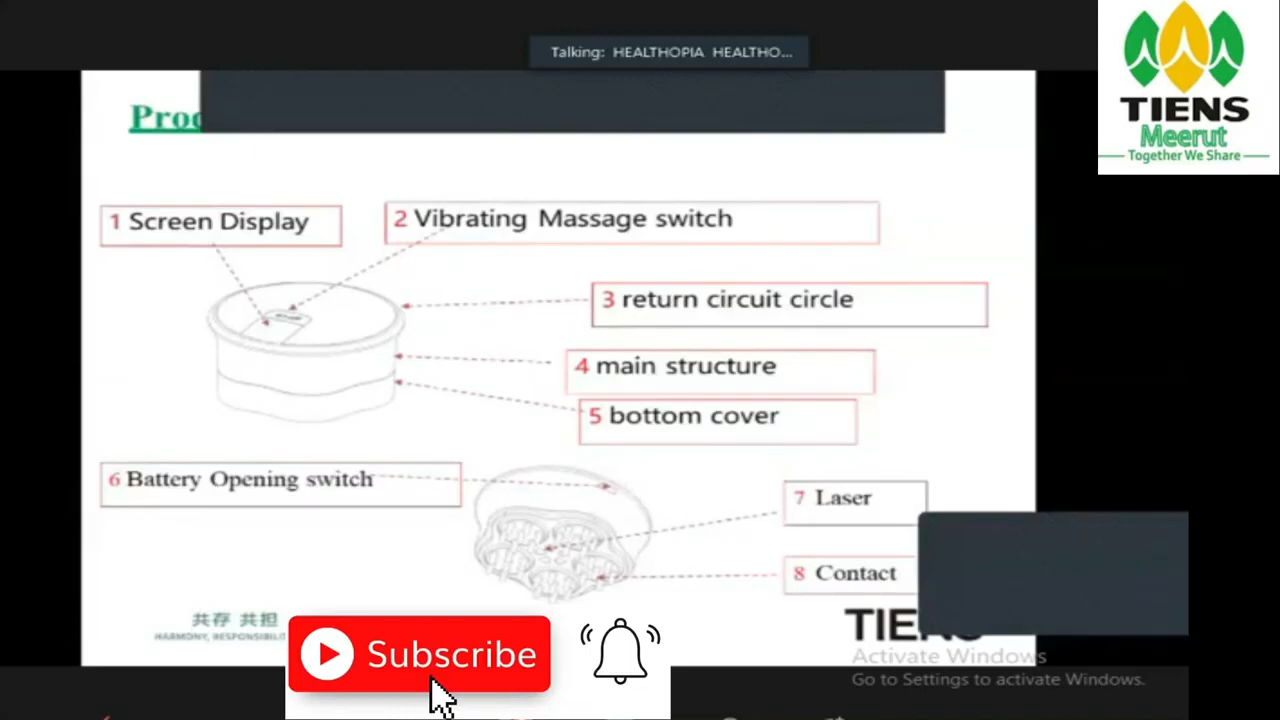 Talking: HEALTHOPIA HEALTHO...
TIENS
Meerut
Together We Share
1 Screen Display
2 Vibrating Massage switch
3 return circuit circle
4 main structure
5 bottom cover
6 Battery Opening switch
7 Laser
8 Contact
共存 共担
HARMONY,
Subscribe
Activate Windows
Go to Settings to activate Windows.